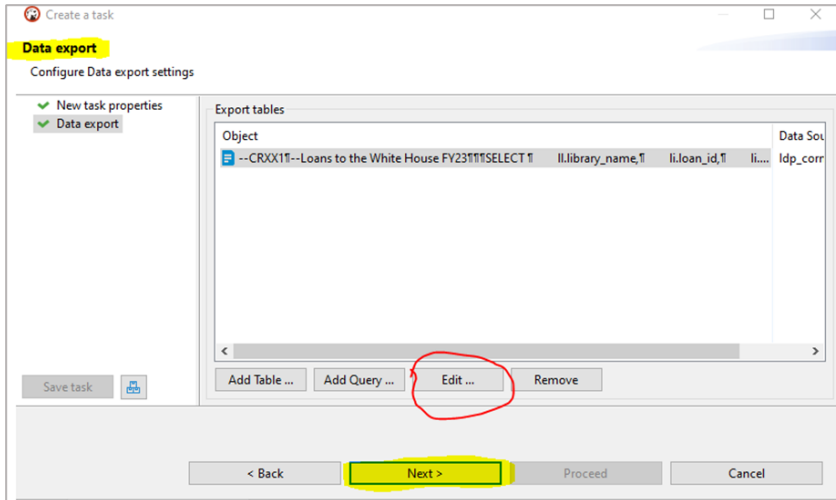 Create a task
Data export
Configure Data export settings
New task properties
Data export
Export tables
Object Data Sou
--CRXX1¶--Loans to the White House FY23¶¶¶SELECT ¶ ll.library_name,¶ li.loan_id,¶ li.... ldp_corr
Add Table ... Add Query ... Edit ... Remove
Save task
< Back Next > Proceed Cancel